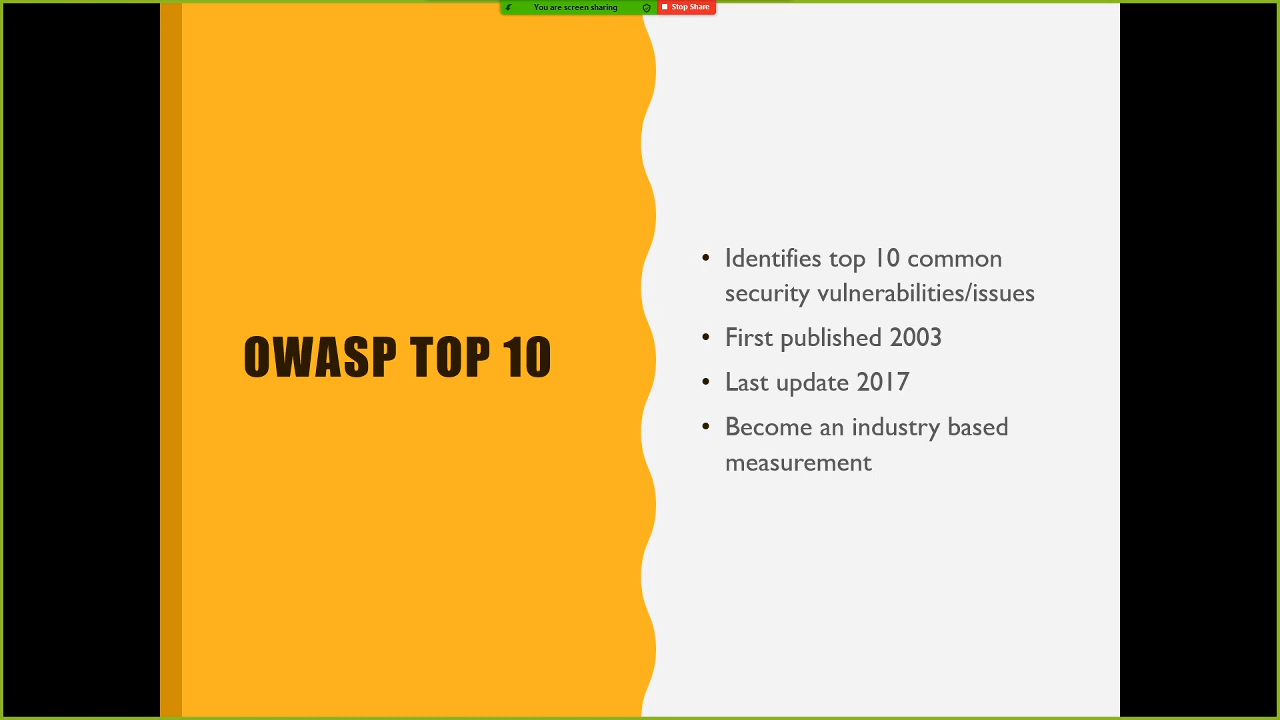 You are screen sharing
Stop Share
OWASP TOP 10
• Identifies top 10 common
security vulnerabilities/issues
• First published 2003
• Last update 2017
• Become an industry based
measurement